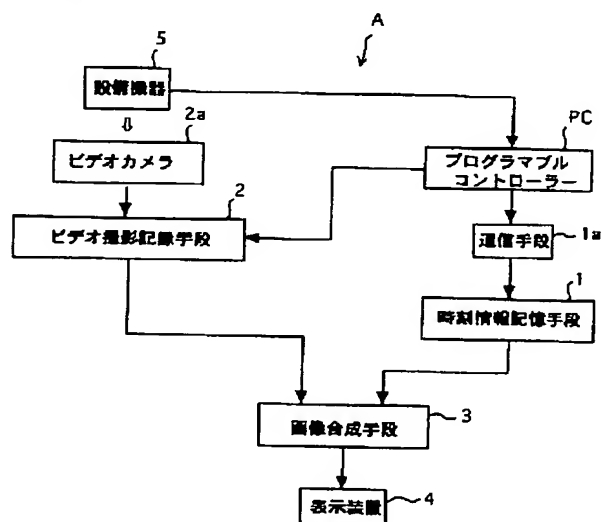 A
5
設備機器
2a
ビデオカメラ
PC
プログラマブル
コントローラー
2
ビデオ撮影記録手段
通信手段
1a
1
時刻情報記憶手段
画像合成手段
3
表示装置
4